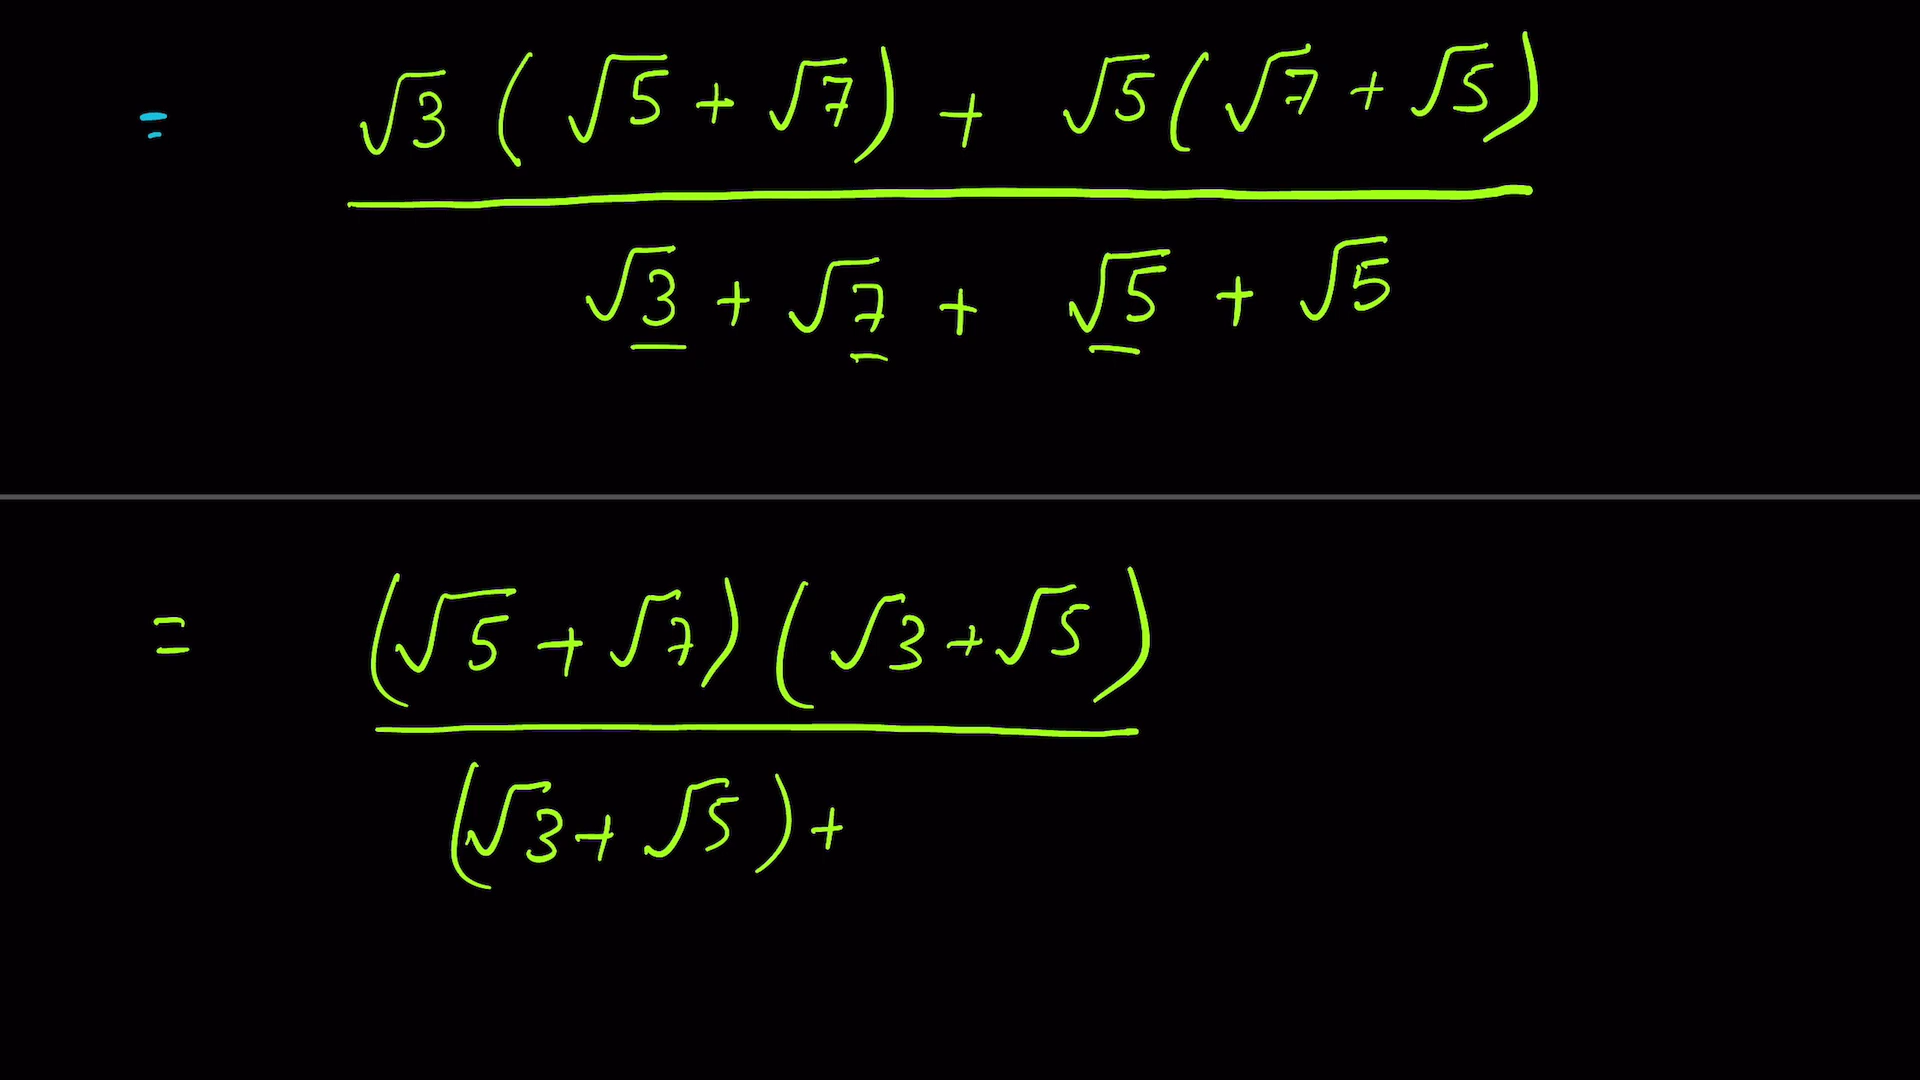 = √3 ( √5 + √7 ) + √5 ( √7 + √5 )
√3 + √7 + √5 + √5
= ( √5 + √7 ) ( √3 + √5 )
( √3 + √5 ) +